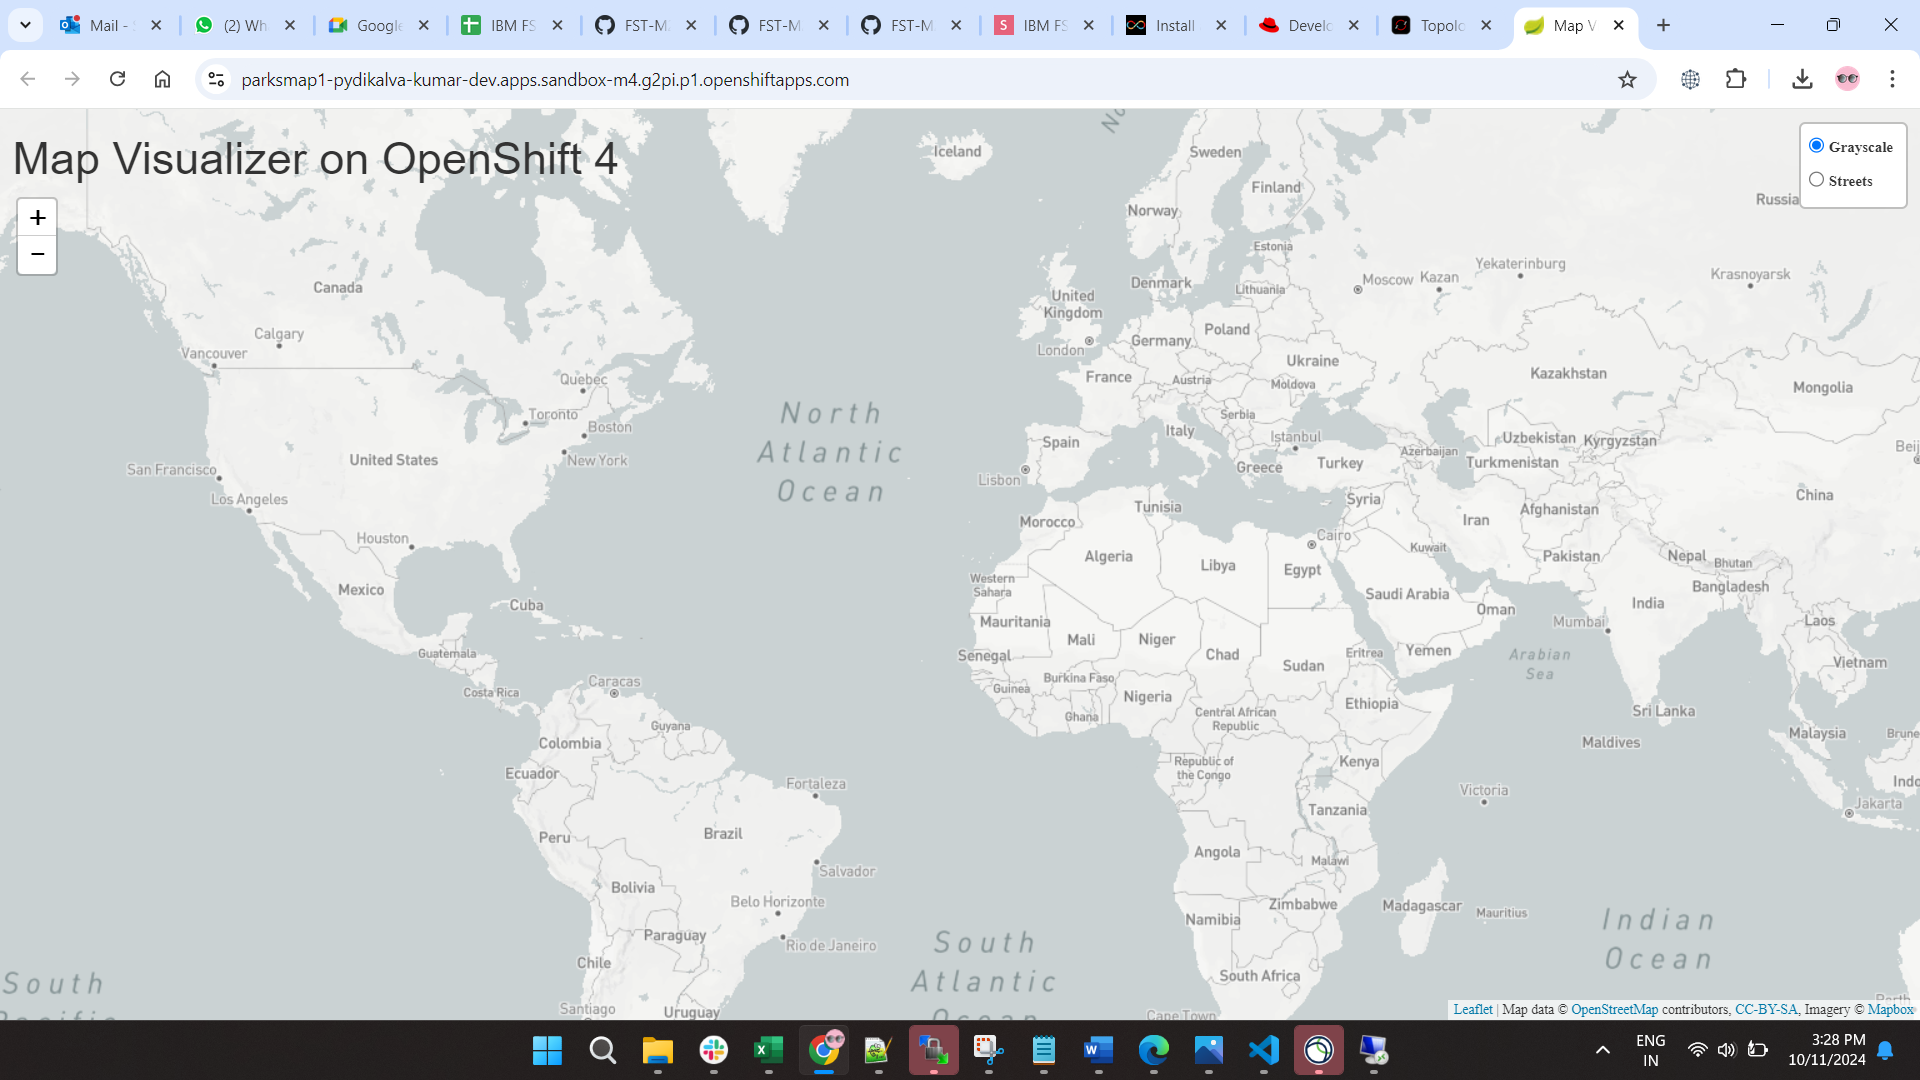 Mail - S
(2) Wh
Google
IBM FS
FST-M
FST-M
FST-M
S
IBM FS
Install
Develo
Topolo
Map V
parksmap1-pydikalva-kumar-dev.apps.sandbox-m4.g2pi.p1.openshiftapps.com
Map Visualizer on OpenShift 4
+
−
Grayscale
Streets
Iceland
Sweden
Finland
Russia
Norway
Estonia
Canada
Denmark
Lithuania
Moscow
Kazan
Yekaterinburg
Krasnoyarsk
United
Kingdom
Calgary
Vancouver
London
Germany
Poland
Ukraine
Quebec
France
Austria
Moldova
Kazakhstan
Mongolia
Toronto
Boston
North
Atlantic
Ocean
Serbia
Italy
Istanbul
Spain
Uzbekistan
Kyrgyzstan
Beij
San Francisco
United States
New York
Lisbon
Greece
Turkey
Azerbaijan
Turkmenistan
Los Angeles
Tunisia
Syria
Afghanistan
China
Houston
Morocco
Cairo
Iran
Algeria
Libya
Egypt
Kuwait
Pakistan
Nepal
Bhutan
Mexico
Western
Sahara
Saudi Arabia
Bangladesh
Cuba
Oman
India
Mauritania
Mali
Niger
Mumbai
Laos
Guatemala
Senegal
Chad
Sudan
Eritrea
Yemen
Arabian
Sea
Vietnam
Costa Rica
Caracas
Guinea
Burkina Faso
Nigeria
Ethiopia
Guyana
Ghana
Central African
Republic
Sri Lanka
Colombia
Maldives
Malaysia
Brune
Ecuador
Republic of
the Congo
Kenya
Fortaleza
Victoria
Indo
Jakarta
Peru
Brazil
Tanzania
Angola
Malawi
Salvador
Bolivia
Belo Horizonte
Zimbabwe
Madagascar
Mauritius
Namibia
Paraguay
Rio de Janeiro
South
Atlantic
Ocean
Indian
Ocean
Chile
South Africa
South
Pacific
Santiago
Uruguay
Cape Town
Perth
Leaflet | Map data © OpenStreetMap contributors, CC-BY-SA, Imagery © Mapbox
ENG
IN
3:28 PM
10/11/2024